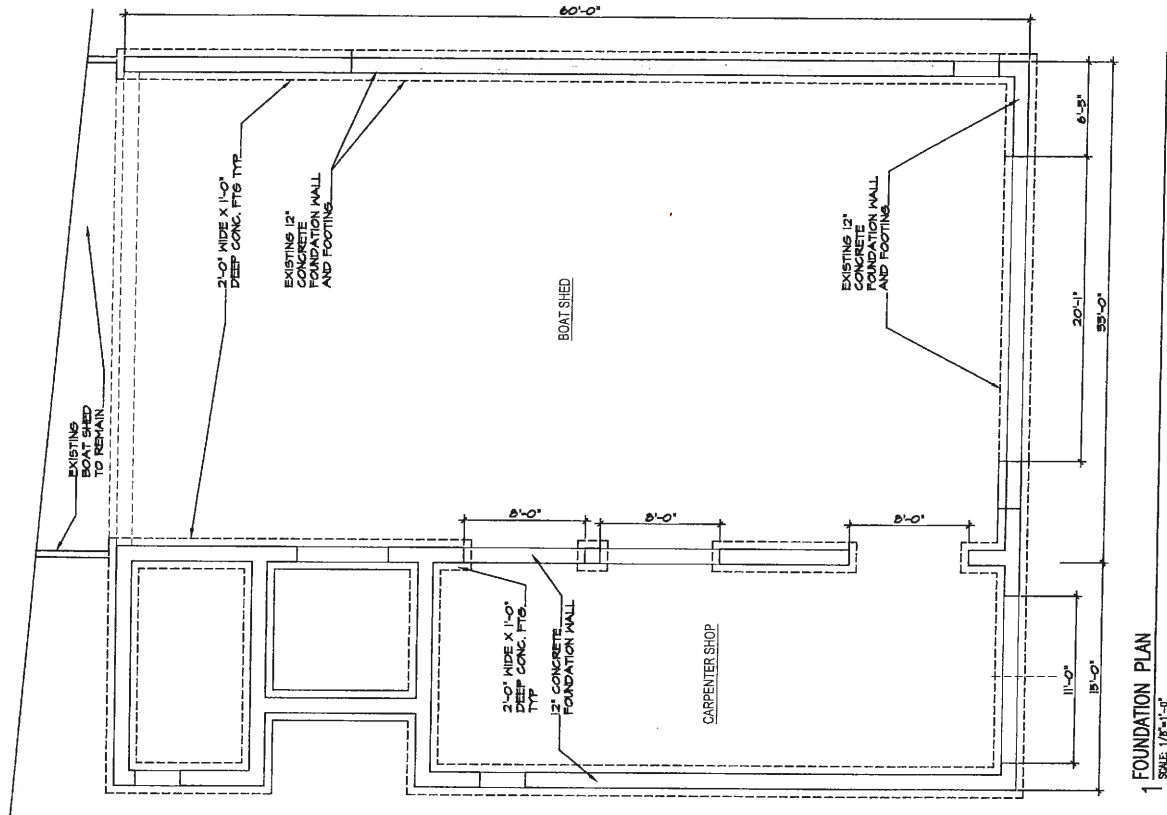 60'-0"
EXISTING
BOAT SHED
TO REMAIN
2'-0" WIDE X 1'-0"
DEEP CONC. FTG TYP
EXISTING 12"
CONCRETE
FOUNDATION WALL
AND FOOTING
BOAT SHED
EXISTING 12"
CONCRETE
FOUNDATION WALL
AND FOOTING
6'-5"
20'-1"
33'-0"
8'-0"
8'-0"
8'-0"
2'-0" WIDE X 1'-0"
DEEP CONC. FTG.
TYP
12" CONCRETE
FOUNDATION WALL
CARPENTER SHOP
11'-0"
15'-0"
1 FOUNDATION PLAN
SCALE: 1/8"=1'-0"